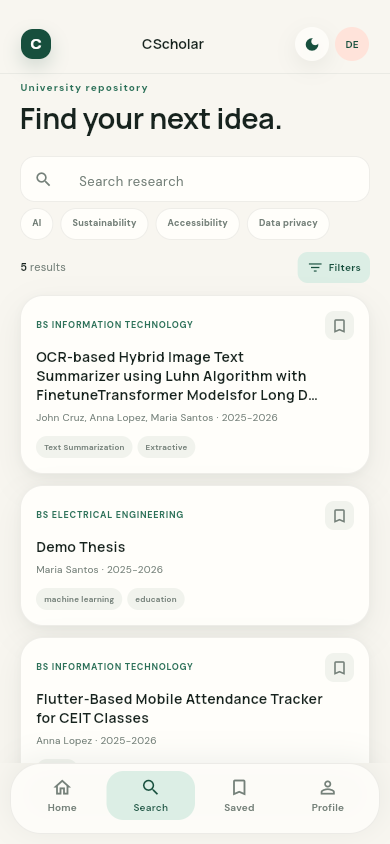 C
CScholar
DE
University repository
Find your next idea.
Search research
AI
Sustainability
Accessibility
Data privacy
5 results
Filters
BS INFORMATION TECHNOLOGY
OCR-based Hybrid Image Text
Summarizer using Luhn Algorithm with
FinetuneTransformer Modelsfor Long D...
John Cruz, Anna Lopez, Maria Santos · 2025-2026
Text Summarization
Extractive
BS ELECTRICAL ENGINEERING
Demo Thesis
Maria Santos · 2025-2026
machine learning
education
BS INFORMATION TECHNOLOGY
Flutter-Based Mobile Attendance Tracker
for CEIT Classes
Anna Lopez · 2025-2026
Home
Search
Saved
Profile